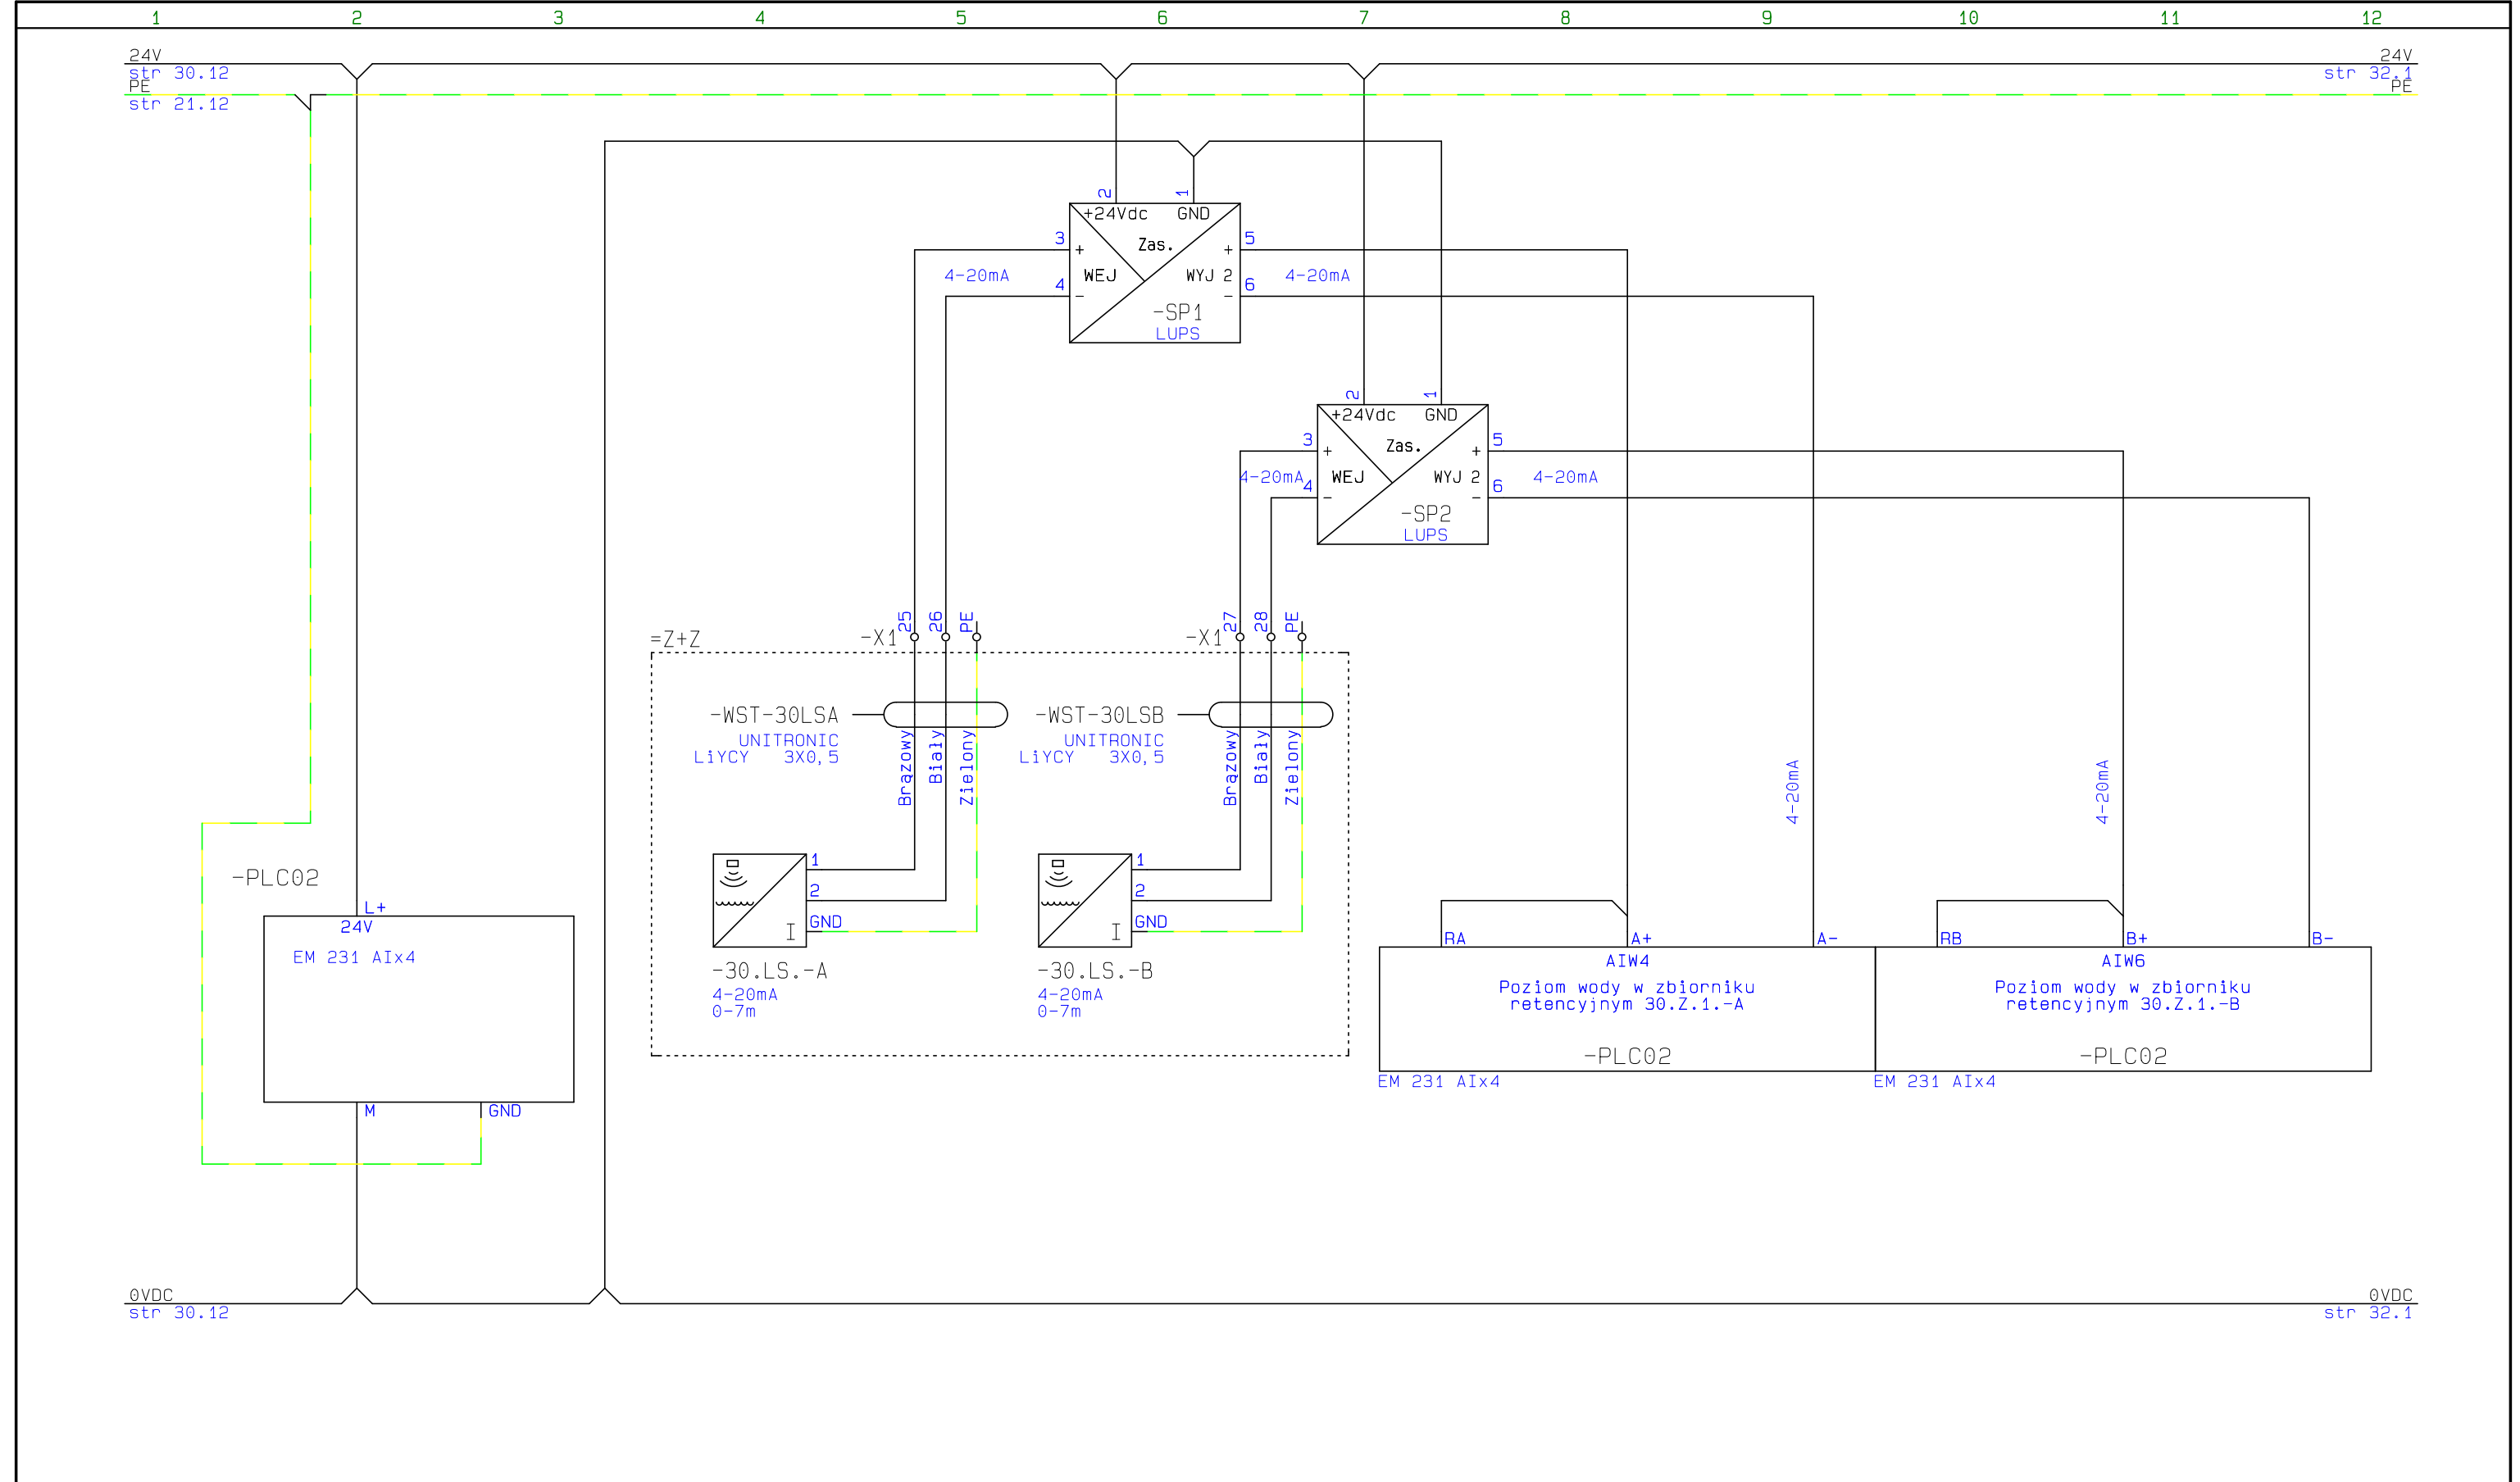 1 2 3 4 5 6 7 8 9 10 11 12
24V
str 30.12
PE
str 21.12
24V
str 32.1
PE
2 1
+24Vdc GND
Zas.
3 + + 5
4-20mA WEJ WYJ 2 4-20mA
4 - - 6
-SP1
LUPS
2 1
+24Vdc GND
Zas.
3 + + 5
4-20mA WEJ WYJ 2 4-20mA
4 - - 6
-SP2
LUPS
=Z+Z
-X1 25 26 PE
-X1 27 28 PE
-WST-30LSA
UNITRONIC
LiYCY 3X0,5
Brązowy
Biały
Zielony
-WST-30LSB
UNITRONIC
LiYCY 3X0,5
Brązowy
Biały
Zielony
4-20mA
4-20mA
1
2
GND
I
-30.LS.-A
4-20mA
0-7m
1
2
GND
I
-30.LS.-B
4-20mA
0-7m
-PLC02
L+
24V
EM 231 AIx4
M GND
RA A+ A-
AIW4
Poziom wody w zbiorniku
retencyjnym 30.Z.1.-A
-PLC02
EM 231 AIx4
RB B+ B-
AIW6
Poziom wody w zbiorniku
retencyjnym 30.Z.1.-B
-PLC02
EM 231 AIx4
0VDC
str 30.12
0VDC
str 32.1